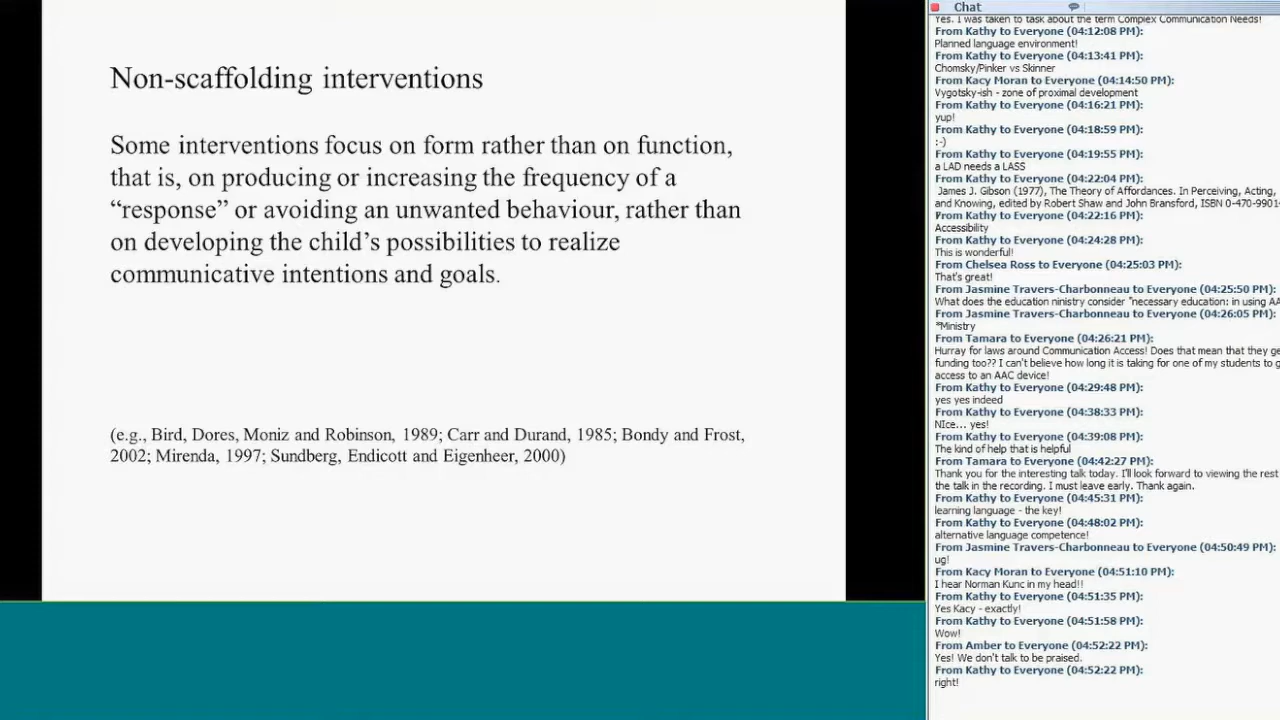 Non-scaffolding interventions
Some interventions focus on form rather than on function,
that is, on producing or increasing the frequency of a
“response” or avoiding an unwanted behaviour, rather than
on developing the child’s possibilities to realize
communicative intentions and goals.
(e.g., Bird, Dores, Moniz and Robinson, 1989; Carr and Durand, 1985; Bondy and Frost,
2002; Mirenda, 1997; Sundberg, Endicott and Eigenheer, 2000)
Chat
Yes. I was taken to task about the term Complex Communication Needs!
From Kathy to Everyone (04:12:08 PM):
Planned language environment!
From Kathy to Everyone (04:13:41 PM):
Chomsky/Pinker vs Skinner
From Kacy Moran to Everyone (04:14:50 PM):
Vygotsky-ish - zone of proximal development
From Kathy to Everyone (04:16:21 PM):
yup!
From Kathy to Everyone (04:18:59 PM):
:-)
From Kathy to Everyone (04:19:55 PM):
a LAD needs a LASS
From Kathy to Everyone (04:22:04 PM):
James J. Gibson (1977), The Theory of Affordances. In Perceiving, Acting,
and Knowing, edited by Robert Shaw and John Bransford, ISBN 0-470-9901-
From Kathy to Everyone (04:22:16 PM):
Accessibility
From Kathy to Everyone (04:24:28 PM):
This is wonderful!
From Chelsea Ross to Everyone (04:25:03 PM):
That's great!
From Jasmine Travers-Charbonneau to Everyone (04:25:50 PM):
What does the education ninistry consider "necessary education: in using AA
From Jasmine Travers-Charbonneau to Everyone (04:26:05 PM):
*Ministry
From Tamara to Everyone (04:26:21 PM):
Hurray for laws around Communication Access! Does that mean that they ge
funding too?? I can't believe how long it is taking for one of my students to g
access to an AAC device!
From Kathy to Everyone (04:29:48 PM):
yes yes indeed
From Kathy to Everyone (04:38:33 PM):
NIce... yes!
From Kathy to Everyone (04:39:08 PM):
The kind of help that is helpful
From Tamara to Everyone (04:42:27 PM):
Thank you for the interesting talk today. I'll look forward to viewing the rest
the talk in the recording. I must leave early. Thank again.
From Kathy to Everyone (04:45:31 PM):
learning language - the key!
From Kathy to Everyone (04:48:02 PM):
alternative language competence!
From Jasmine Travers-Charbonneau to Everyone (04:50:49 PM):
ug!
From Kacy Moran to Everyone (04:51:10 PM):
I hear Norman Kunc in my head!!
From Kathy to Everyone (04:51:35 PM):
Yes Kacy - exactly!
From Kathy to Everyone (04:51:58 PM):
Wow!
From Amber to Everyone (04:52:22 PM):
Yes! We don't talk to be praised.
From Kathy to Everyone (04:52:22 PM):
right!